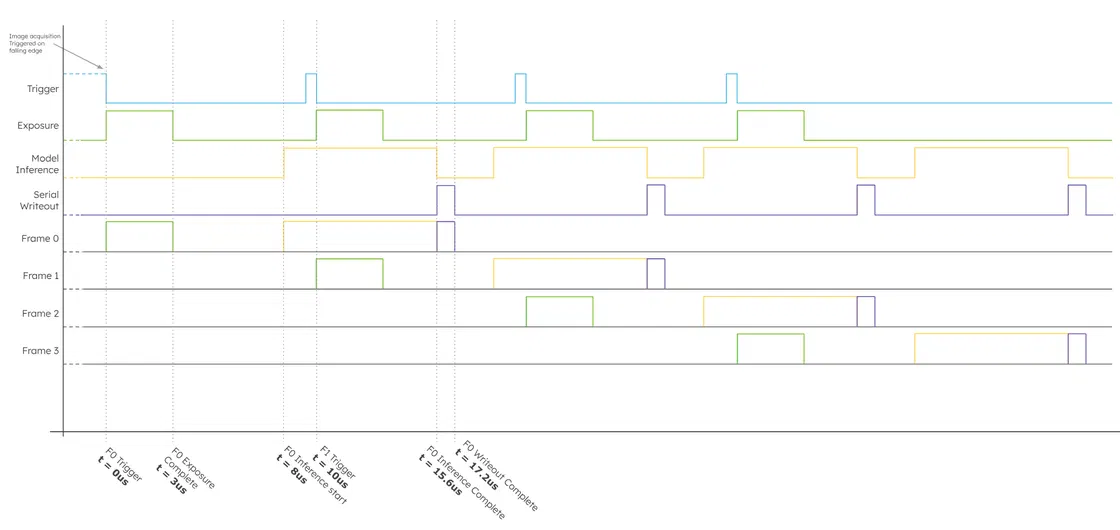 Image acquisition
Triggered on
falling edge
Trigger
Exposure
Model
Inference
Serial
Writeout
Frame 0
Frame 1
Frame 2
Frame 3
F0 Trigger
t = 0us
F0 Exposure
Complete
t = 3us
F0 Inference start
t = 8us
F1 Trigger
t = 10us
F0 Inference Complete
t = 15.6us
F0 Writeout Complete
t = 17.2us